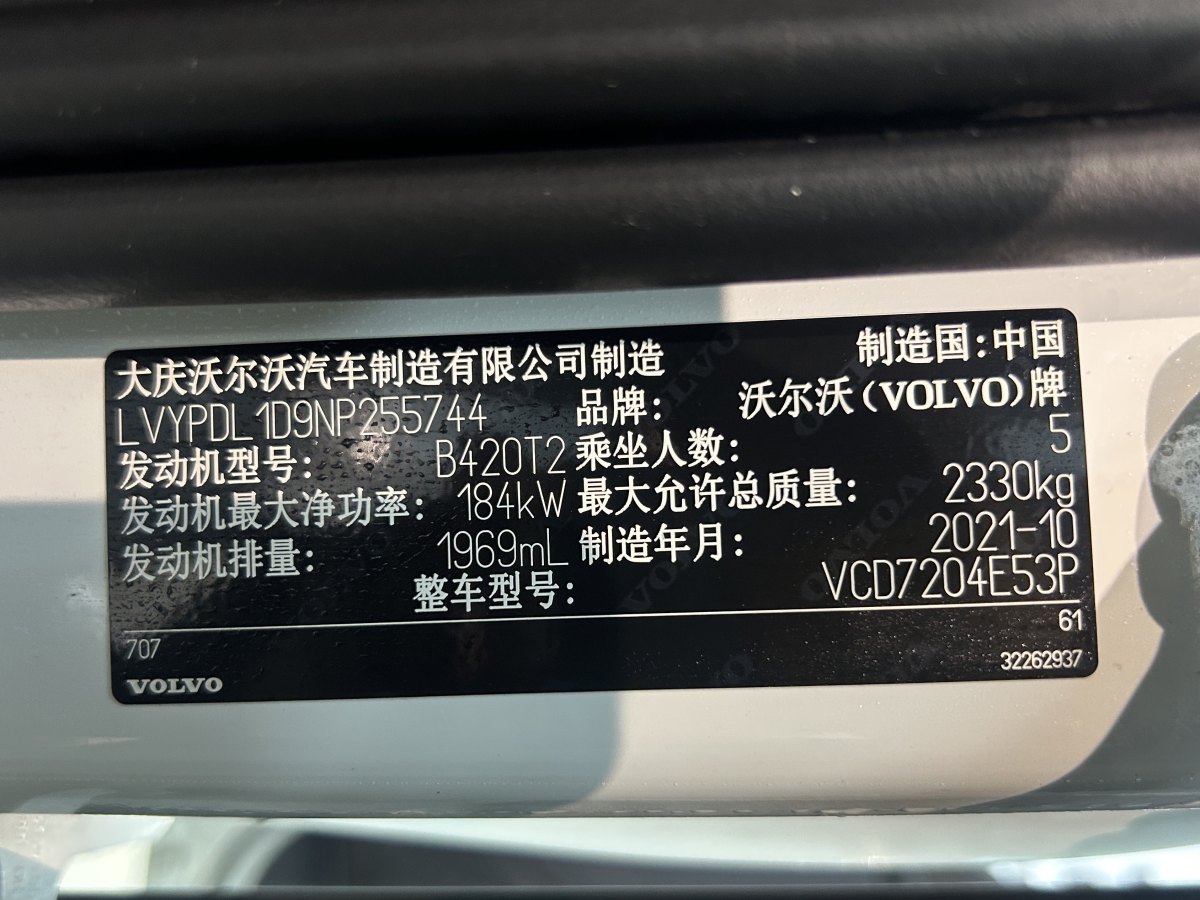 大庆沃尔沃汽车制造有限公司制造 制造国:中国
LVYPDL1D9NP255744 品牌: 沃尔沃(VOLVO)牌
发动机型号: B420T2 乘坐人数: 5
发动机最大净功率: 184kW 最大允许总质量: 2330kg
发动机排量: 1969mL 制造年月: 2021-10
整车型号: VCD7204E53P
707 61
VOLVO 32262937